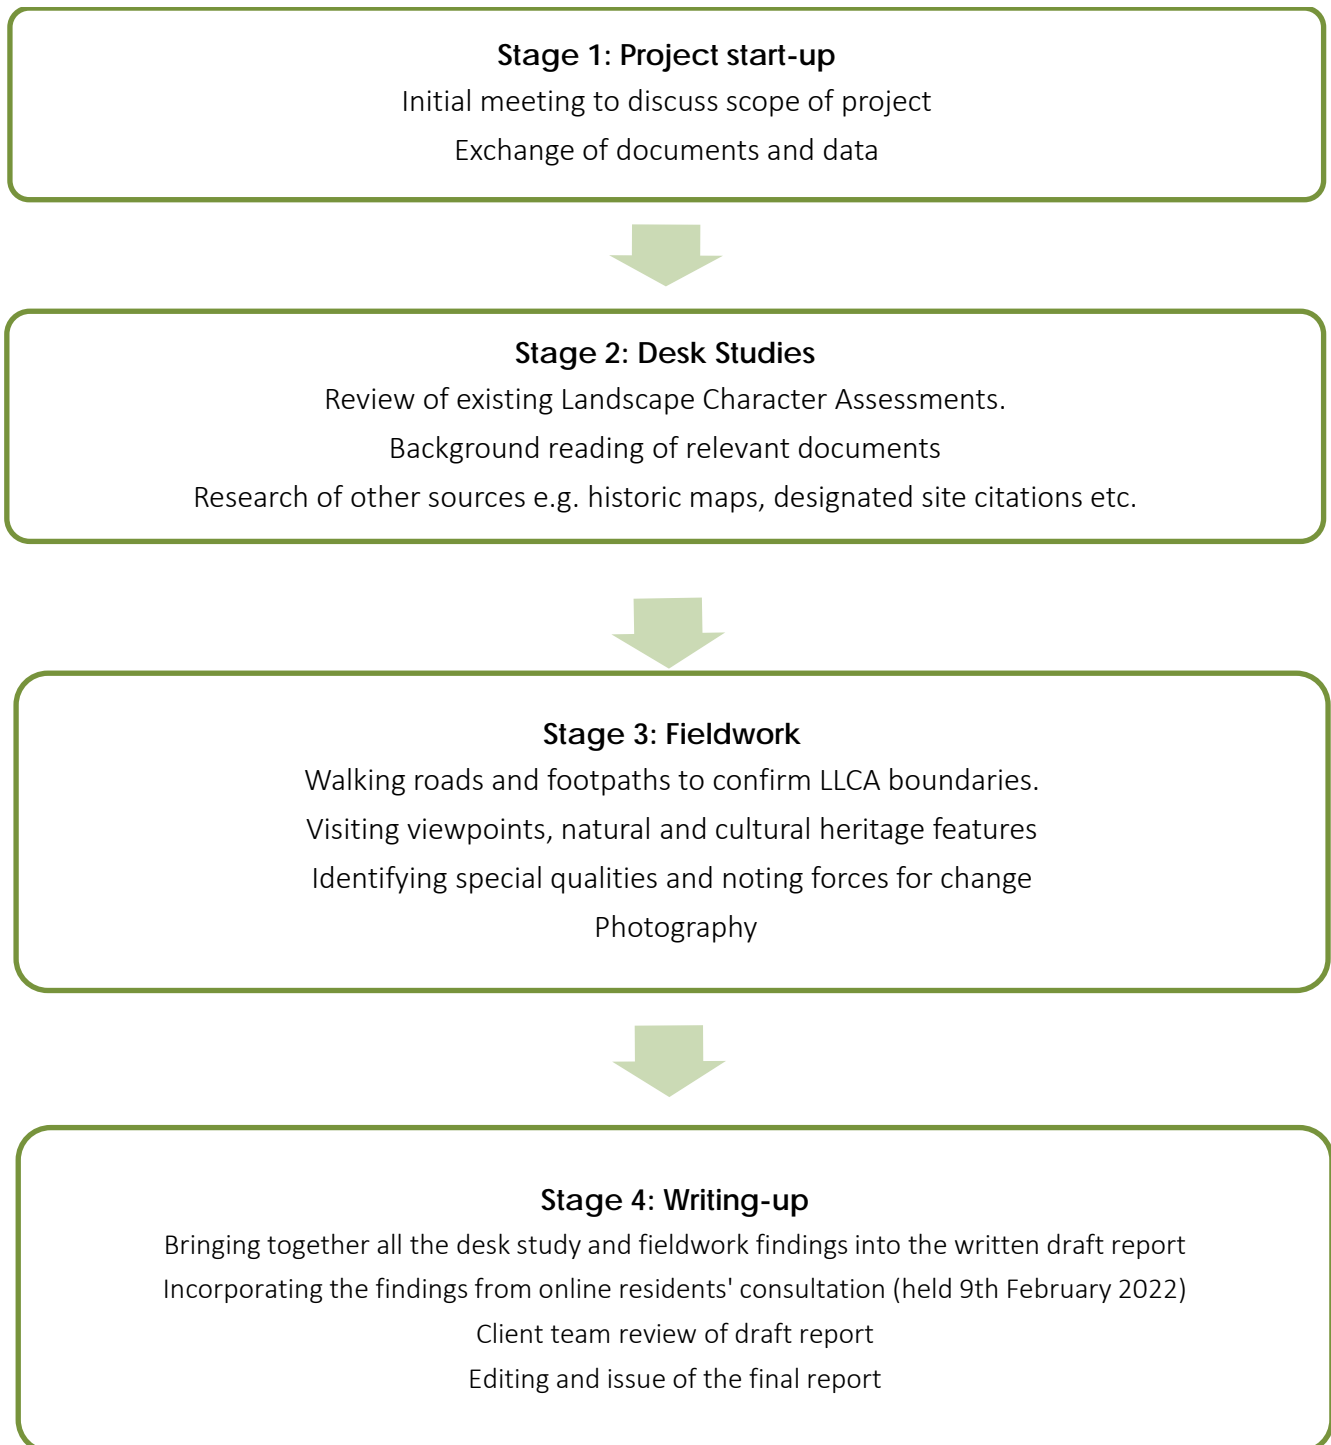 Stage 1: Project start-up
Initial meeting to discuss scope of project
Exchange of documents and data
Stage 2: Desk Studies
Review of existing Landscape Character Assessments.
Background reading of relevant documents
Research of other sources e.g. historic maps, designated site citations etc.
Stage 3: Fieldwork
Walking roads and footpaths to confirm LLCA boundaries.
Visiting viewpoints, natural and cultural heritage features
Identifying special qualities and noting forces for change
Photography
Stage 4: Writing-up
Bringing together all the desk study and fieldwork findings into the written draft report
Incorporating the findings from online residents' consultation (held 9th February 2022)
Client team review of draft report
Editing and issue of the final report